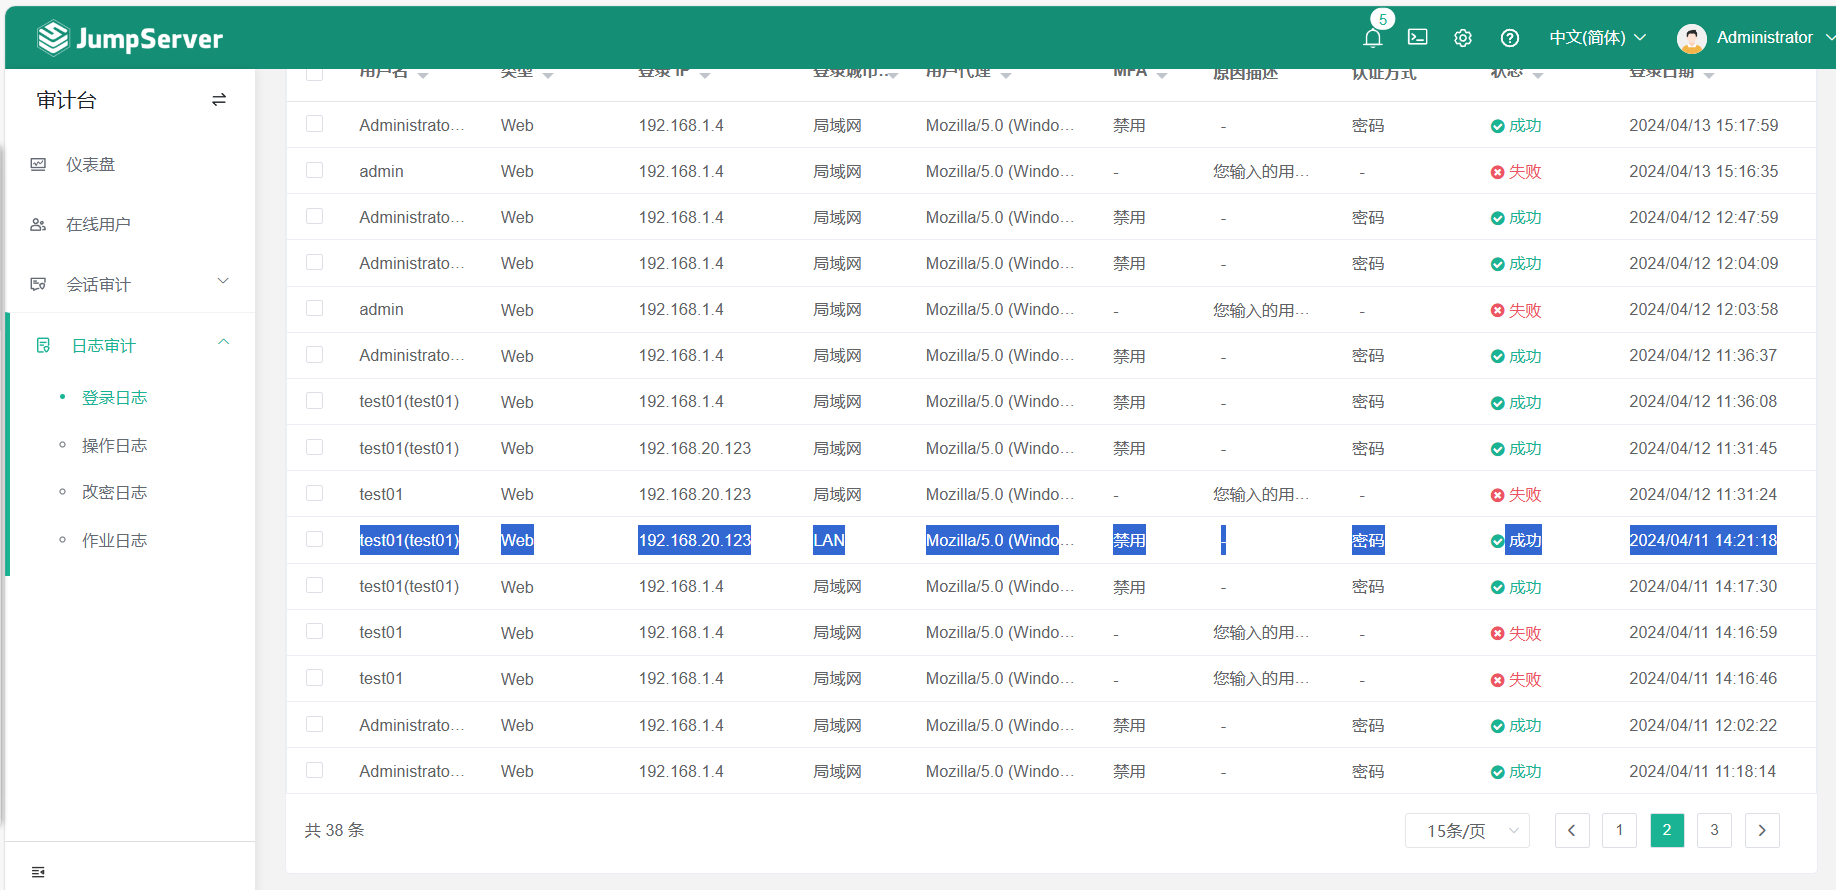 JumpServer
5
中文(简体)
Administrator
审计台
仪表盘
在线用户
会话审计
日志审计
登录日志
操作日志
改密日志
作业日志
用户名 类型 登录 IP 登录城市... 用户代理 MFA 原因描述 认证方式 状态 登录日期
Administrato... Web 192.168.1.4 局域网 Mozilla/5.0 (Windo... 禁用 - 密码 成功 2024/04/13 15:17:59
admin Web 192.168.1.4 局域网 Mozilla/5.0 (Windo... - 您输入的用... - 失败 2024/04/13 15:16:35
Administrato... Web 192.168.1.4 局域网 Mozilla/5.0 (Windo... 禁用 - 密码 成功 2024/04/12 12:47:59
Administrato... Web 192.168.1.4 局域网 Mozilla/5.0 (Windo... 禁用 - 密码 成功 2024/04/12 12:04:09
admin Web 192.168.1.4 局域网 Mozilla/5.0 (Windo... - 您输入的用... - 失败 2024/04/12 12:03:58
Administrato... Web 192.168.1.4 局域网 Mozilla/5.0 (Windo... 禁用 - 密码 成功 2024/04/12 11:36:37
test01(test01) Web 192.168.1.4 局域网 Mozilla/5.0 (Windo... 禁用 - 密码 成功 2024/04/12 11:36:08
test01(test01) Web 192.168.20.123 局域网 Mozilla/5.0 (Windo... 禁用 - 密码 成功 2024/04/12 11:31:45
test01 Web 192.168.20.123 局域网 Mozilla/5.0 (Windo... - 您输入的用... - 失败 2024/04/12 11:31:24
test01(test01) Web 192.168.20.123 LAN Mozilla/5.0 (Windo... 禁用 - 密码 成功 2024/04/11 14:21:18
test01(test01) Web 192.168.1.4 局域网 Mozilla/5.0 (Windo... 禁用 - 密码 成功 2024/04/11 14:17:30
test01 Web 192.168.1.4 局域网 Mozilla/5.0 (Windo... - 您输入的用... - 失败 2024/04/11 14:16:59
test01 Web 192.168.1.4 局域网 Mozilla/5.0 (Windo... - 您输入的用... - 失败 2024/04/11 14:16:46
Administrato... Web 192.168.1.4 局域网 Mozilla/5.0 (Windo... 禁用 - 密码 成功 2024/04/11 12:02:22
Administrato... Web 192.168.1.4 局域网 Mozilla/5.0 (Windo... 禁用 - 密码 成功 2024/04/11 11:18:14
共 38 条 15条/页 1 2 3